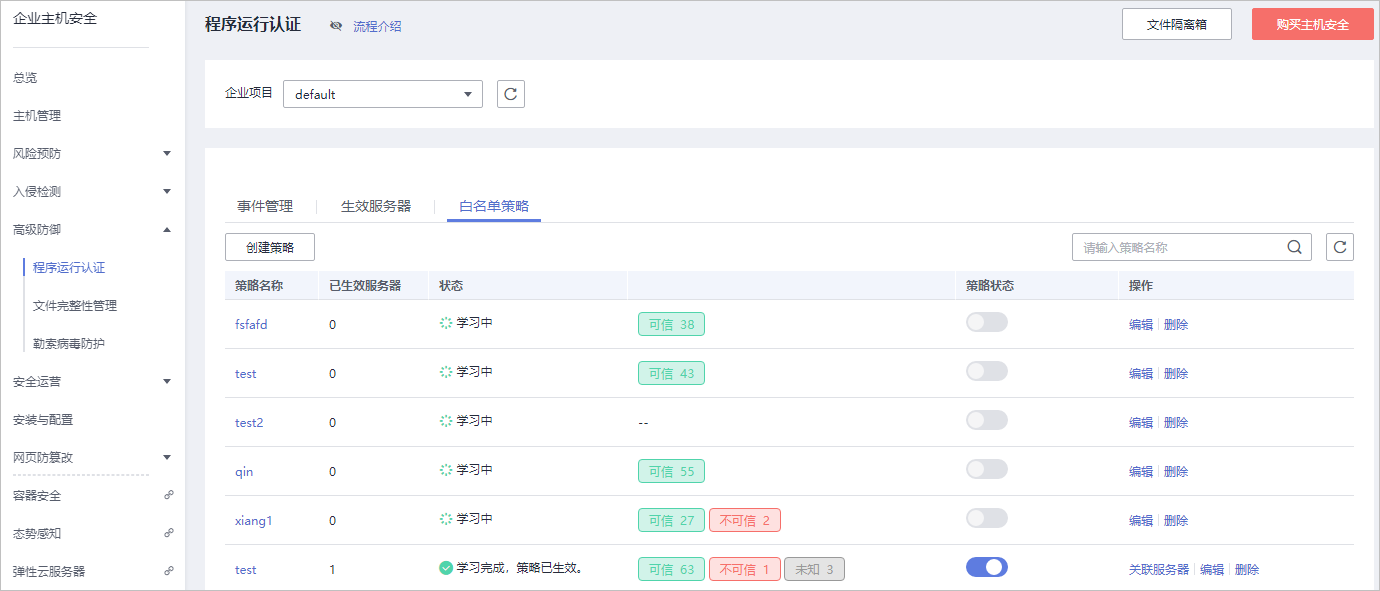 企业主机安全
总览
主机管理
风险预防
入侵检测
高级防御
程序运行认证
文件完整性管理
勒索病毒防护
安全运营
安装与配置
网页防篡改
容器安全
态势感知
弹性云服务器
程序运行认证 流程介绍 文件隔离箱 购买主机安全
企业项目 default
事件管理 生效服务器 白名单策略
创建策略 请输入策略名称
策略名称 已生效服务器 状态 策略状态 操作
fsfafd 0 学习中 可信 38 编辑 删除
test 0 学习中 可信 43 编辑 删除
test2 0 学习中 -- 编辑 删除
qin 0 学习中 可信 55 编辑 删除
xiang1 0 学习中 可信 27 不可信 2 编辑 删除
test 1 学习完成，策略已生效。 可信 63 不可信 1 未知 3 关联服务器 编辑 删除